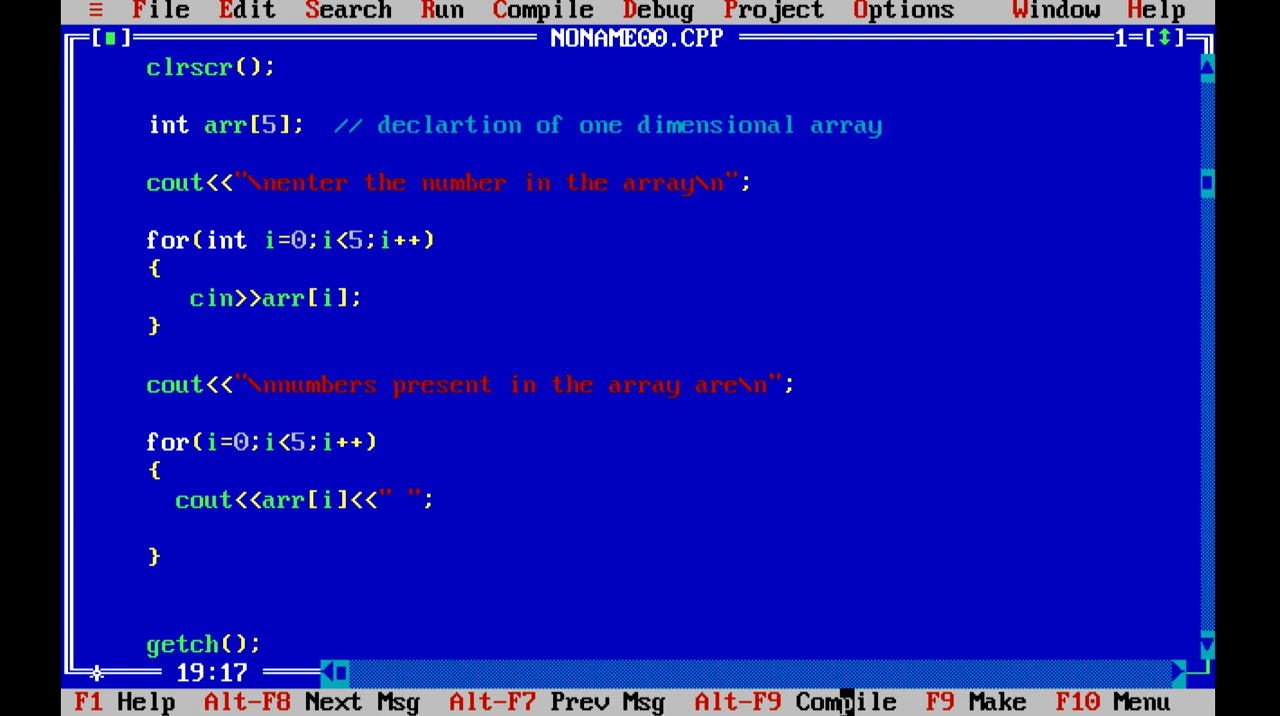 ≡ File Edit Search Run Compile Debug Project Options Window Help
[■] NONAME00.CPP 1=[↕]
clrscr();
int arr[5]; // declartion of one dimensional array
cout<<"\nenter the number in the array\n";
for(int i=0;i<5;i++)
{
cin>>arr[i];
}
cout<<"\nnumbers present in the array are\n";
for(i=0;i<5;i++)
{
cout<<arr[i]<<" ";
}
getch();
19:17
F1 Help Alt-F8 Next Msg Alt-F7 Prev Msg Alt-F9 Compile F9 Make F10 Menu